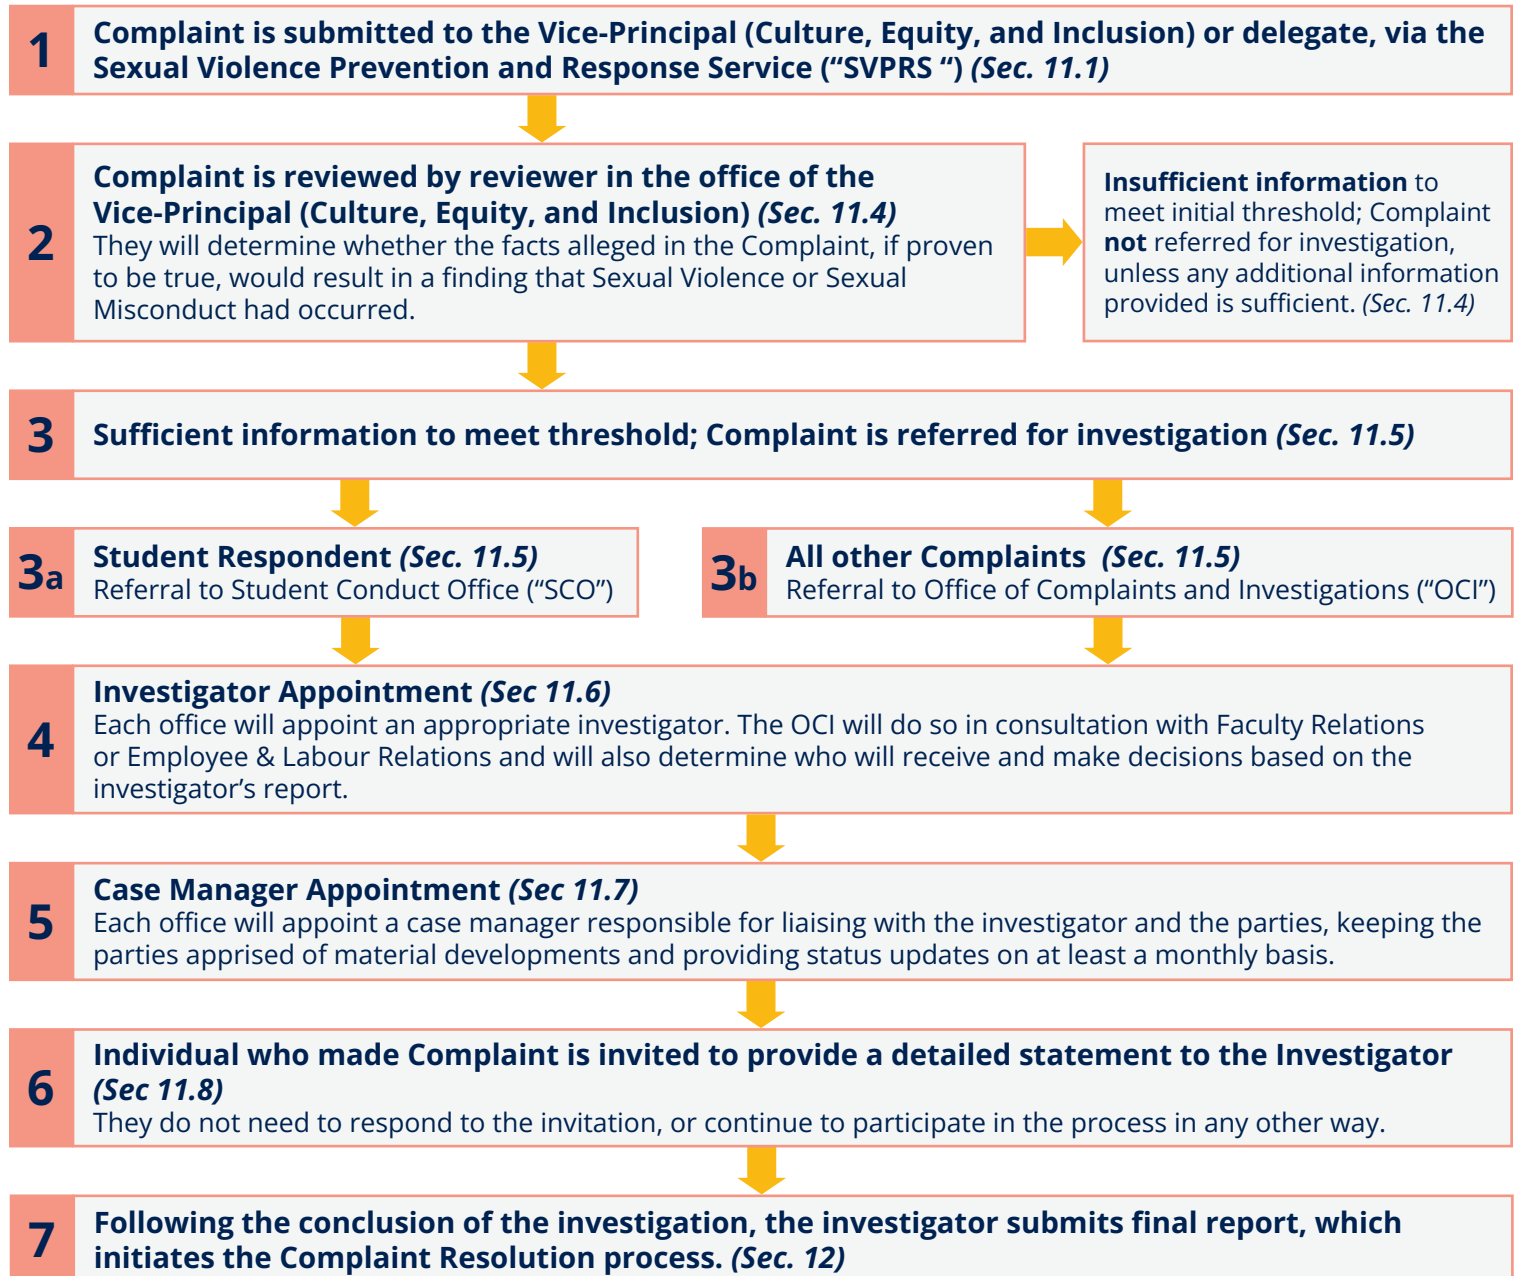 1
Complaint is submitted to the Vice-Principal (Culture, Equity, and Inclusion) or delegate, via the
Sexual Violence Prevention and Response Service (“SVPRS “) (Sec. 11.1)
2
Complaint is reviewed by reviewer in the office of the
Vice-Principal (Culture, Equity, and Inclusion) (Sec. 11.4)
They will determine whether the facts alleged in the Complaint, if proven
to be true, would result in a finding that Sexual Violence or Sexual
Misconduct had occurred.
Insufficient information to
meet initial threshold; Complaint
not referred for investigation,
unless any additional information
provided is sufficient. (Sec. 11.4)
3
Sufficient information to meet threshold; Complaint is referred for investigation (Sec. 11.5)
3a
Student Respondent (Sec. 11.5)
Referral to Student Conduct Office (“SCO”)
3b
All other Complaints (Sec. 11.5)
Referral to Office of Complaints and Investigations (“OCI”)
4
Investigator Appointment (Sec 11.6)
Each office will appoint an appropriate investigator. The OCI will do so in consultation with Faculty Relations
or Employee & Labour Relations and will also determine who will receive and make decisions based on the
investigator’s report.
5
Case Manager Appointment (Sec 11.7)
Each office will appoint a case manager responsible for liaising with the investigator and the parties, keeping the
parties apprised of material developments and providing status updates on at least a monthly basis.
6
Individual who made Complaint is invited to provide a detailed statement to the Investigator
(Sec 11.8)
They do not need to respond to the invitation, or continue to participate in the process in any other way.
7
Following the conclusion of the investigation, the investigator submits final report, which
initiates the Complaint Resolution process. (Sec. 12)